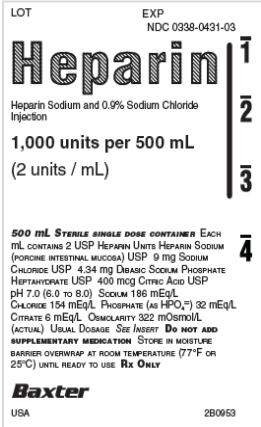 LOT EXP
NDC 0338-0431-03
Heparin
Heparin Sodium and 0.9% Sodium Chloride
Injection
1,000 units per 500 mL
(2 units / mL)
1
2
3
4
500 mL STERILE SINGLE DOSE CONTAINER EACH
mL CONTAINS 2 USP HEPARIN UNITS HEPARIN SODIUM
(PORCINE INTESTINAL MUCOSA) USP 9 mg SODIUM
CHLORIDE USP 4.34 mg DIBASIC SODIUM PHOSPHATE
HEPTAHYDRATE USP 400 mcg CITRIC ACID USP
pH 7.0 (6.0 TO 8.0) SODIUM 186 mEq/L
CHLORIDE 154 mEq/L PHOSPHATE (AS HPO₄⁼) 32 mEq/L
CITRATE 6 mEq/L OSMOLARITY 322 mOsmol/L
(ACTUAL) USUAL DOSAGE SEE INSERT DO NOT ADD
SUPPLEMENTARY MEDICATION STORE IN MOISTURE
BARRIER OVERWRAP AT ROOM TEMPERATURE (77°F OR
25°C) UNTIL READY TO USE RX ONLY
Baxter
USA 2B0953